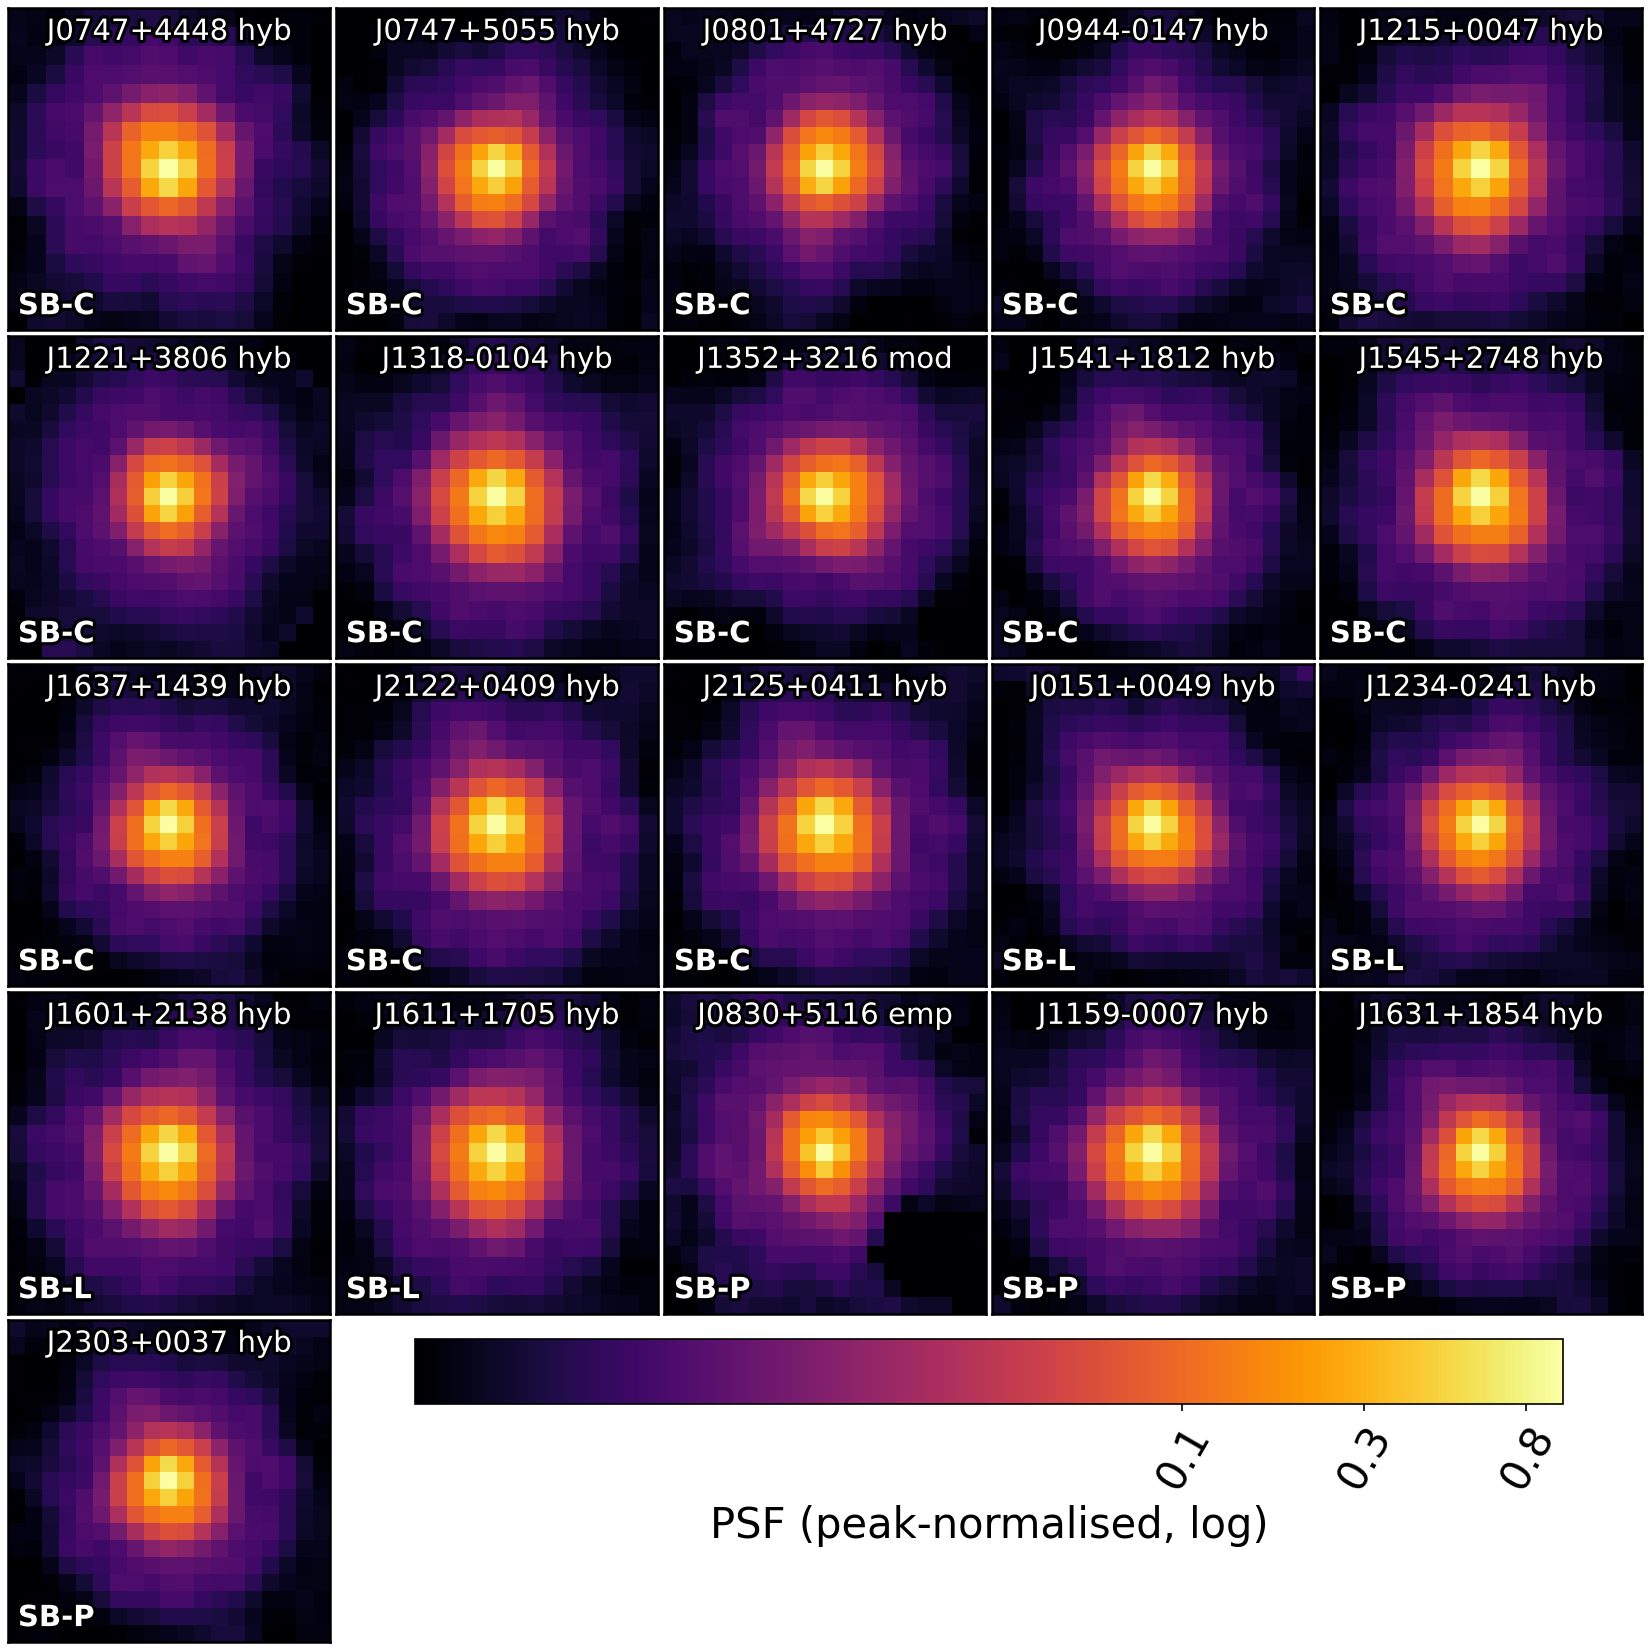 J0747+4448 hyb
SB-C
J0747+5055 hyb
SB-C
J0801+4727 hyb
SB-C
J0944-0147 hyb
SB-C
J1215+0047 hyb
SB-C
J1221+3806 hyb
SB-C
J1318-0104 hyb
SB-C
J1352+3216 mod
SB-C
J1541+1812 hyb
SB-C
J1545+2748 hyb
SB-C
J1637+1439 hyb
SB-C
J2122+0409 hyb
SB-C
J2125+0411 hyb
SB-C
J0151+0049 hyb
SB-L
J1234-0241 hyb
SB-L
J1601+2138 hyb
SB-L
J1611+1705 hyb
SB-L
J0830+5116 emp
SB-P
J1159-0007 hyb
SB-P
J1631+1854 hyb
SB-P
J2303+0037 hyb
SB-P
0.1
0.3
0.8
PSF (peak-normalised, log)